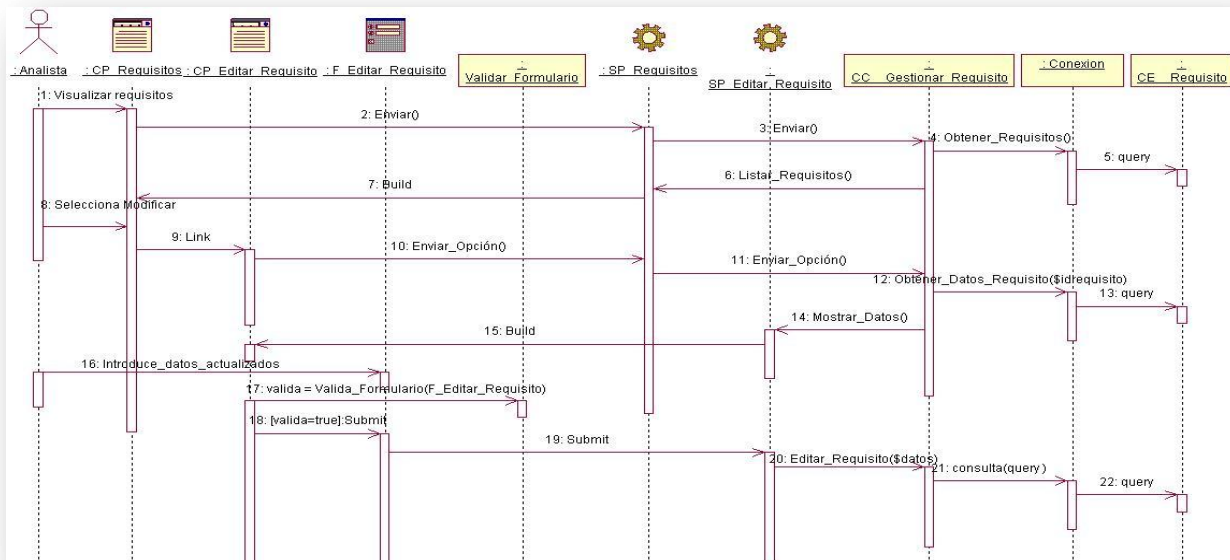 : Analista
: CP_Requisitos
: CP_Editar_Requisito
: F_Editar_Requisito
:
Validar_Formulario
: SP_Requisitos
:
SP_Editar_Requisito
:
CC__Gestionar_Requisito
: Conexion
:
CE__Requisito
1: Visualizar requisitos
2: Enviar()
3: Enviar()
4: Obtener_Requisitos()
5: query
6: Listar_Requisitos()
7: Build
8: Selecciona Modificar
9: Link
10: Enviar_Opción()
11: Enviar_Opción()
12: Obtener_Datos_Requisito($idrequisito)
13: query
14: Mostrar_Datos()
15: Build
16: Introduce_datos_actualizados
17: valida = Valida_Formulario(F_Editar_Requisito)
18: [valida=true]:Submit
19: Submit
20: Editar_Requisito($datos)
21: consulta(query)
22: query